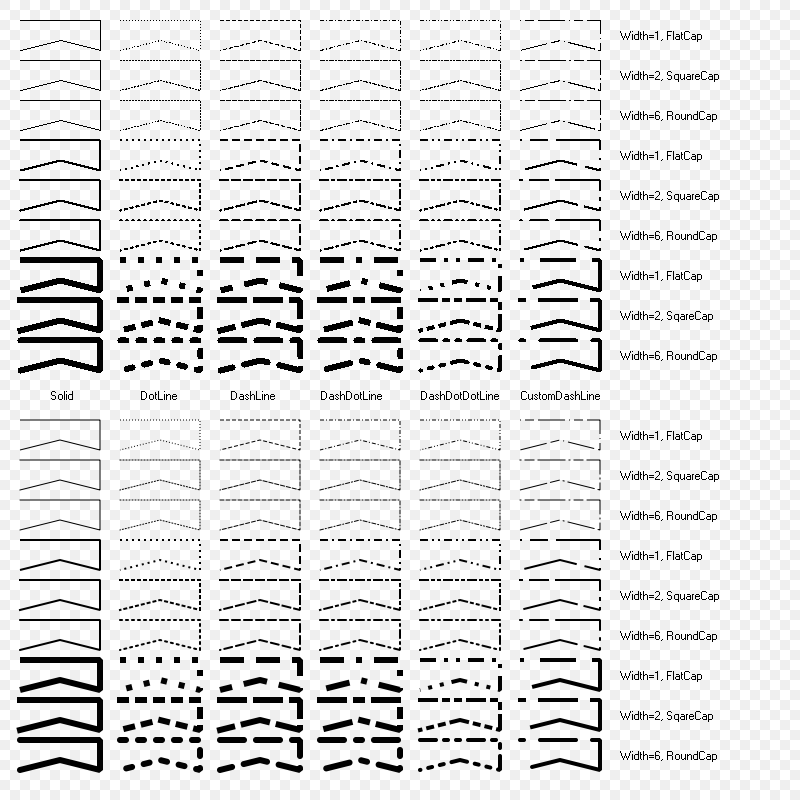 Width=1, FlatCap
Width=2, SquareCap
Width=6, RoundCap
Width=1, FlatCap
Width=2, SquareCap
Width=6, RoundCap
Width=1, FlatCap
Width=2, SqareCap
Width=6, RoundCap
Solid DotLine DashLine DashDotLine DashDotDotLine CustomDashLine
Width=1, FlatCap
Width=2, SquareCap
Width=6, RoundCap
Width=1, FlatCap
Width=2, SquareCap
Width=6, RoundCap
Width=1, FlatCap
Width=2, SqareCap
Width=6, RoundCap